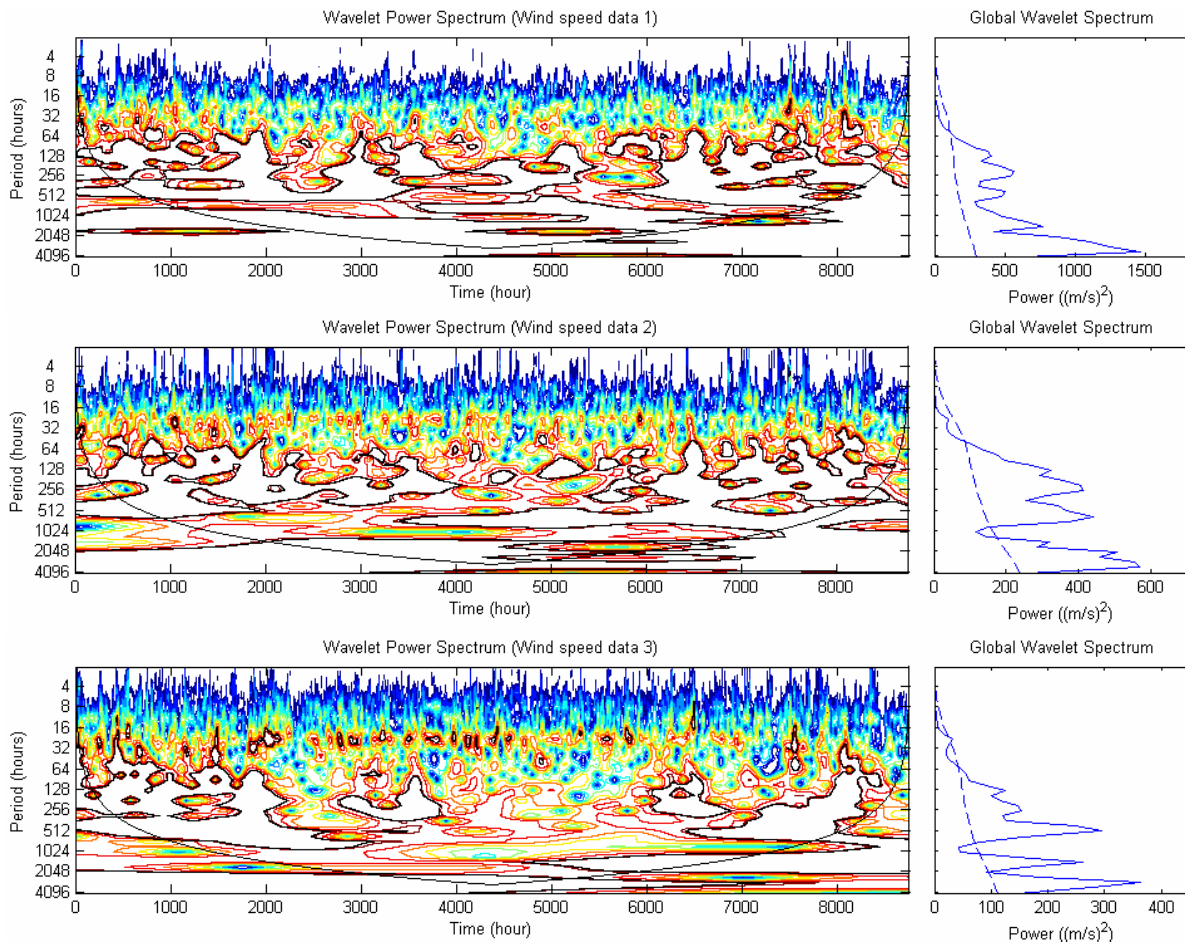 Wavelet Power Spectrum (Wind speed data 1)
Global Wavelet Spectrum
Period (hours)
4
8
16
32
64
128
256
512
1024
2048
4096
0 1000 2000 3000 4000 5000 6000 7000 8000
Time (hour)
0 500 1000 1500
Power ((m/s)2)
Wavelet Power Spectrum (Wind speed data 2)
Global Wavelet Spectrum
Period (hours)
4
8
16
32
64
128
256
512
1024
2048
4096
0 1000 2000 3000 4000 5000 6000 7000 8000
Time (hour)
0 200 400 600
Power ((m/s)2)
Wavelet Power Spectrum (Wind speed data 3)
Global Wavelet Spectrum
Period (hours)
4
8
16
32
64
128
256
512
1024
2048
4096
0 1000 2000 3000 4000 5000 6000 7000 8000
Time (hour)
0 100 200 300 400
Power ((m/s)2)